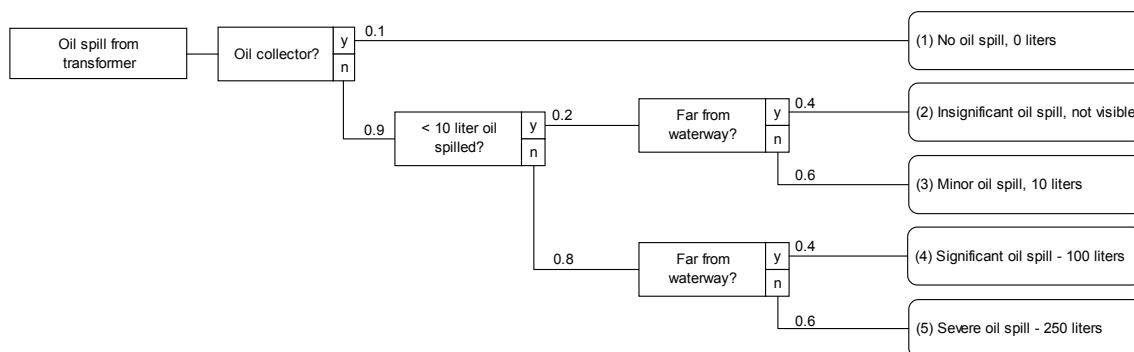 Oil spill from
transformer
Oil collector?
y
n
0.1
(1) No oil spill, 0 liters
0.9
< 10 liter oil
spilled?
y
n
0.2
Far from
waterway?
y
n
0.4
(2) Insignificant oil spill, not visible
0.6
(3) Minor oil spill, 10 liters
0.8
Far from
waterway?
y
n
0.4
(4) Significant oil spill - 100 liters
0.6
(5) Severe oil spill - 250 liters